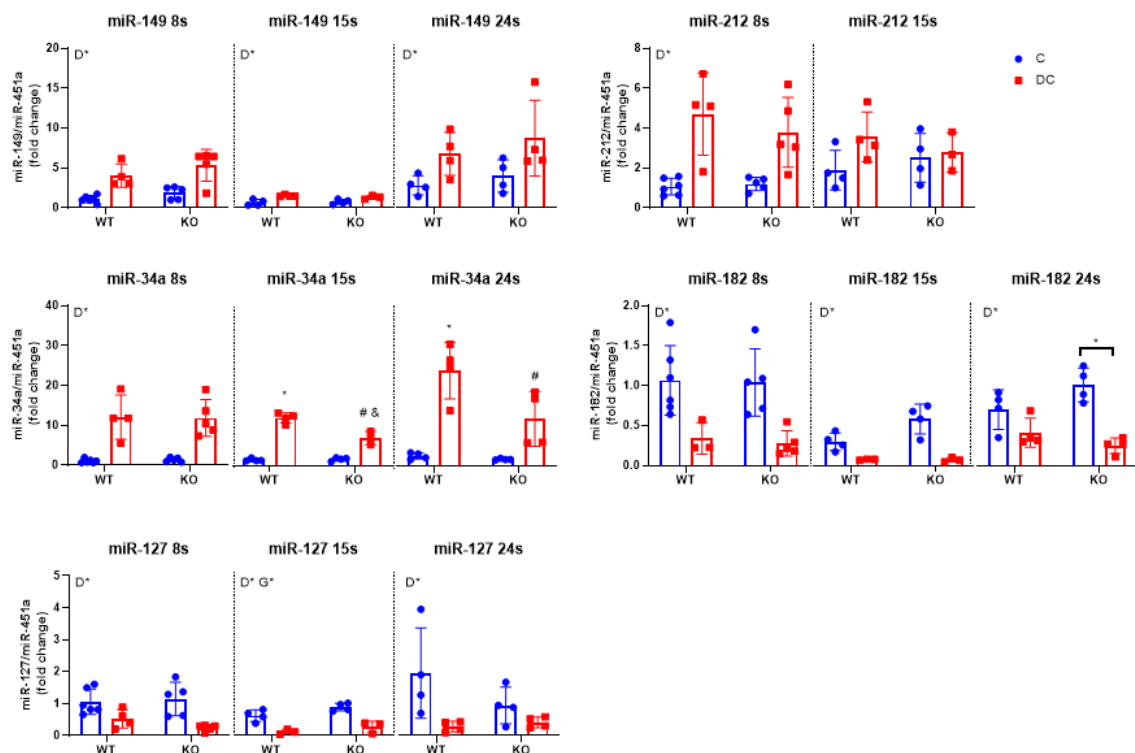 miR-149 8s miR-149 15s miR-149 24s
miR-149/miR-451a
(fold change)
20
15
10
5
0
D* D* D*
WT KO WT KO WT KO
miR-212 8s miR-212 15s
miR-212/miR-451a
(fold change)
8
6
4
2
0
D*
WT KO WT KO
C
DC
miR-34a 8s miR-34a 15s miR-34a 24s
miR-34a/miR-451a
(fold change)
40
30
20
10
0
D* * # & * #
WT KO WT KO WT KO
miR-182 8s miR-182 15s miR-182 24s
miR-182/miR-451a
(fold change)
2.0
1.5
1.0
0.5
0.0
D* D* D* *
WT KO WT KO WT KO
miR-127 8s miR-127 15s miR-127 24s
miR-127/miR-451a
(fold change)
5
4
3
2
1
0
D* D* G* D*
WT KO WT KO WT KO